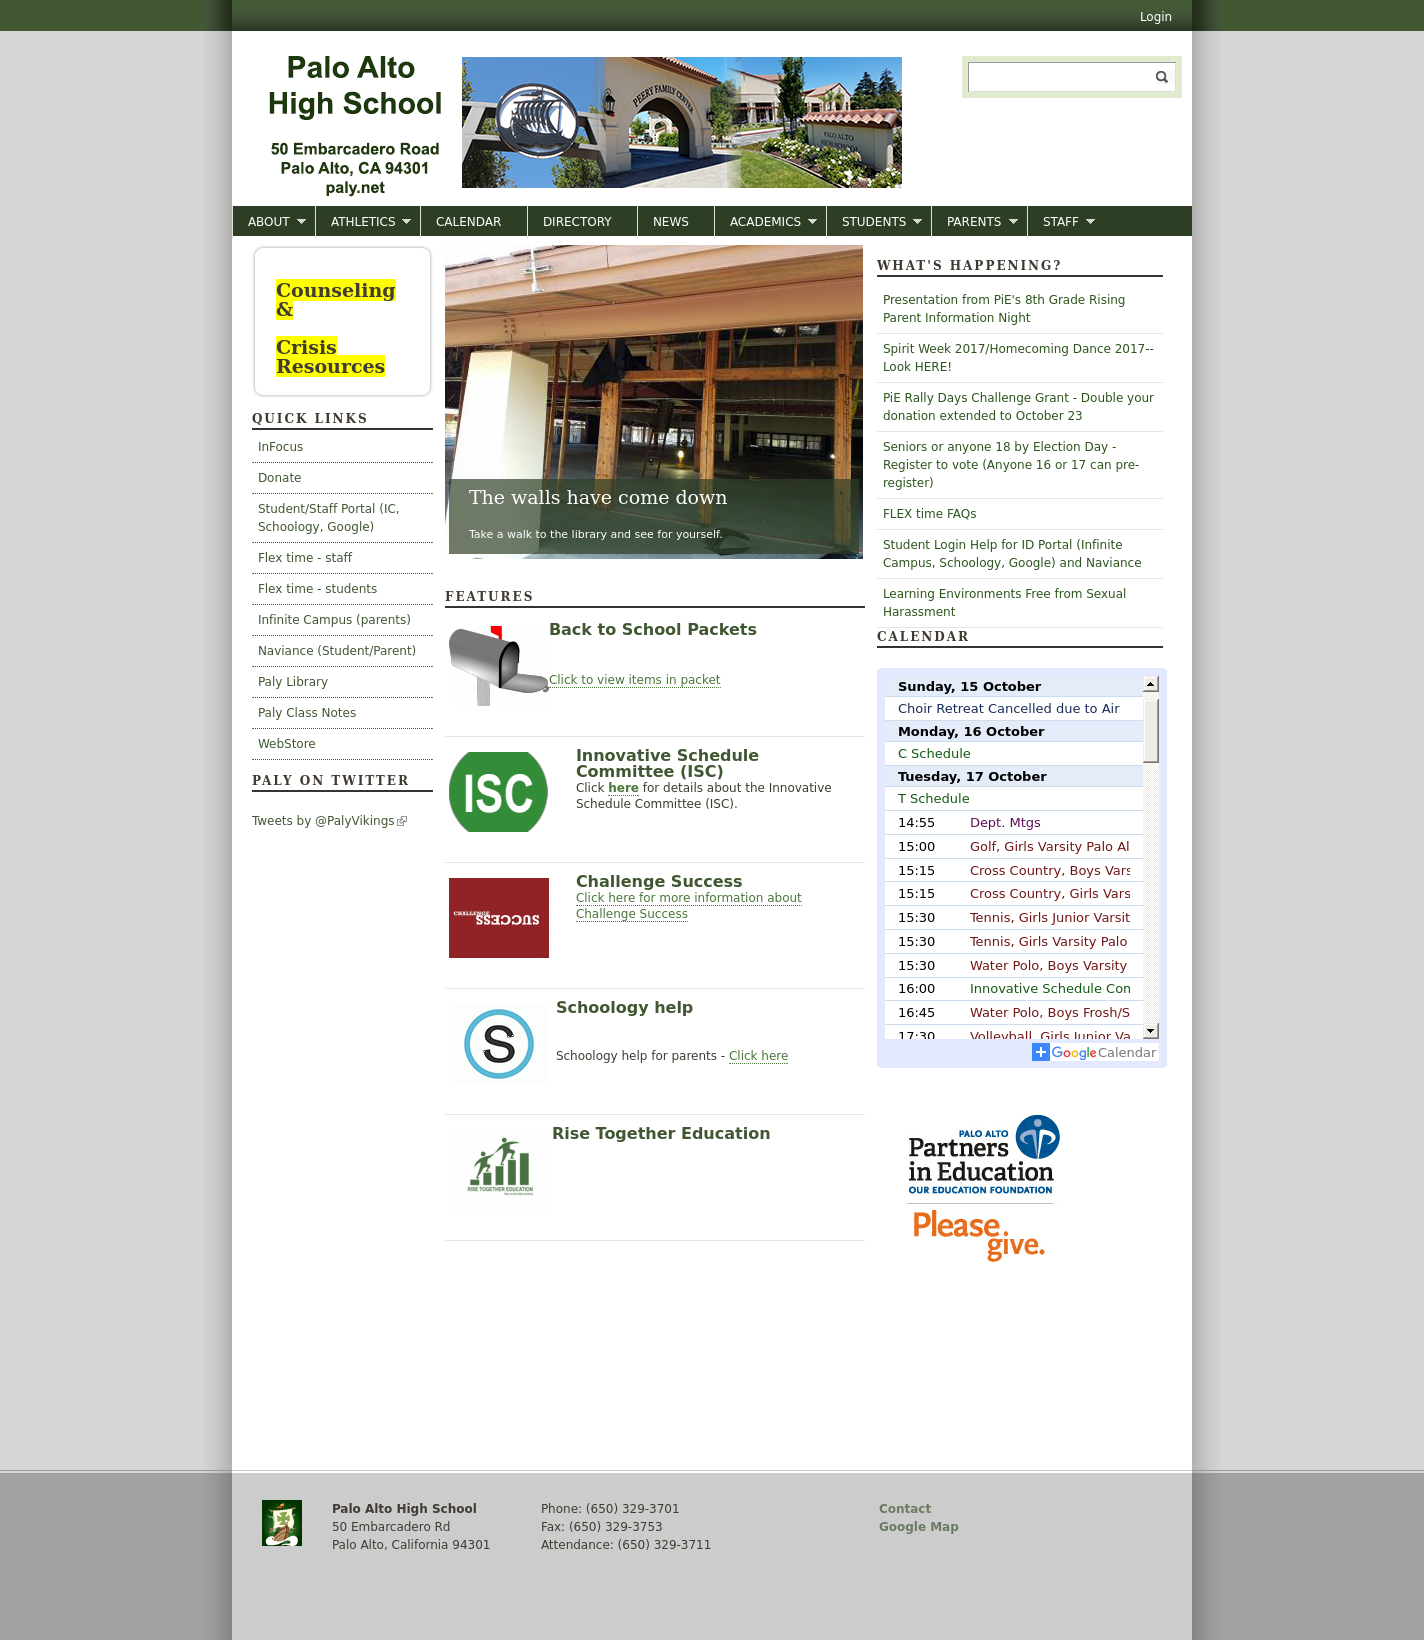 Login
Palo Alto
High School
50 Embarcadero Road
Palo Alto, CA 94301
paly.net
PEERY FAMILY CENTER
PALO ALTO
HIGH SCHOOL
ABOUT ATHLETICS CALENDAR DIRECTORY NEWS ACADEMICS STUDENTS PARENTS STAFF
Counseling
&
Crisis
Resources
QUICK LINKS
InFocus
Donate
Student/Staff Portal (IC,
Schoology, Google)
Flex time - staff
Flex time - students
Infinite Campus (parents)
Naviance (Student/Parent)
Paly Library
Paly Class Notes
WebStore
PALY ON TWITTER
Tweets by @PalyVikings
The walls have come down
Take a walk to the library and see for yourself.
FEATURES
Back to School Packets
Click to view items in packet
ISC
Innovative Schedule
Committee (ISC)
Click here for details about the Innovative
Schedule Committee (ISC).
CHALLENGE
SUCCESS
Challenge Success
Click here for more information about
Challenge Success
S
Schoology help
Schoology help for parents - Click here
RISE TOGETHER EDUCATION
Rise Together Education
WHAT'S HAPPENING?
Presentation from PiE's 8th Grade Rising
Parent Information Night
Spirit Week 2017/Homecoming Dance 2017--
Look HERE!
PiE Rally Days Challenge Grant - Double your
donation extended to October 23
Seniors or anyone 18 by Election Day -
Register to vote (Anyone 16 or 17 can pre-
register)
FLEX time FAQs
Student Login Help for ID Portal (Infinite
Campus, Schoology, Google) and Naviance
Learning Environments Free from Sexual
Harassment
CALENDAR
Sunday, 15 October
Choir Retreat Cancelled due to Air
Monday, 16 October
C Schedule
Tuesday, 17 October
T Schedule
14:55 Dept. Mtgs
15:00 Golf, Girls Varsity Palo Al
15:15 Cross Country, Boys Vars
15:15 Cross Country, Girls Vars
15:30 Tennis, Girls Junior Varsit
15:30 Tennis, Girls Varsity Palo
15:30 Water Polo, Boys Varsity
16:00 Innovative Schedule Com
16:45 Water Polo, Boys Frosh/S
17:30 Volleyball, Girls Junior Va
Google Calendar
PALO ALTO
Partners
in Education
OUR EDUCATION FOUNDATION
Please
give.
Palo Alto High School
50 Embarcadero Rd
Palo Alto, California 94301
Phone: (650) 329-3701
Fax: (650) 329-3753
Attendance: (650) 329-3711
Contact
Google Map